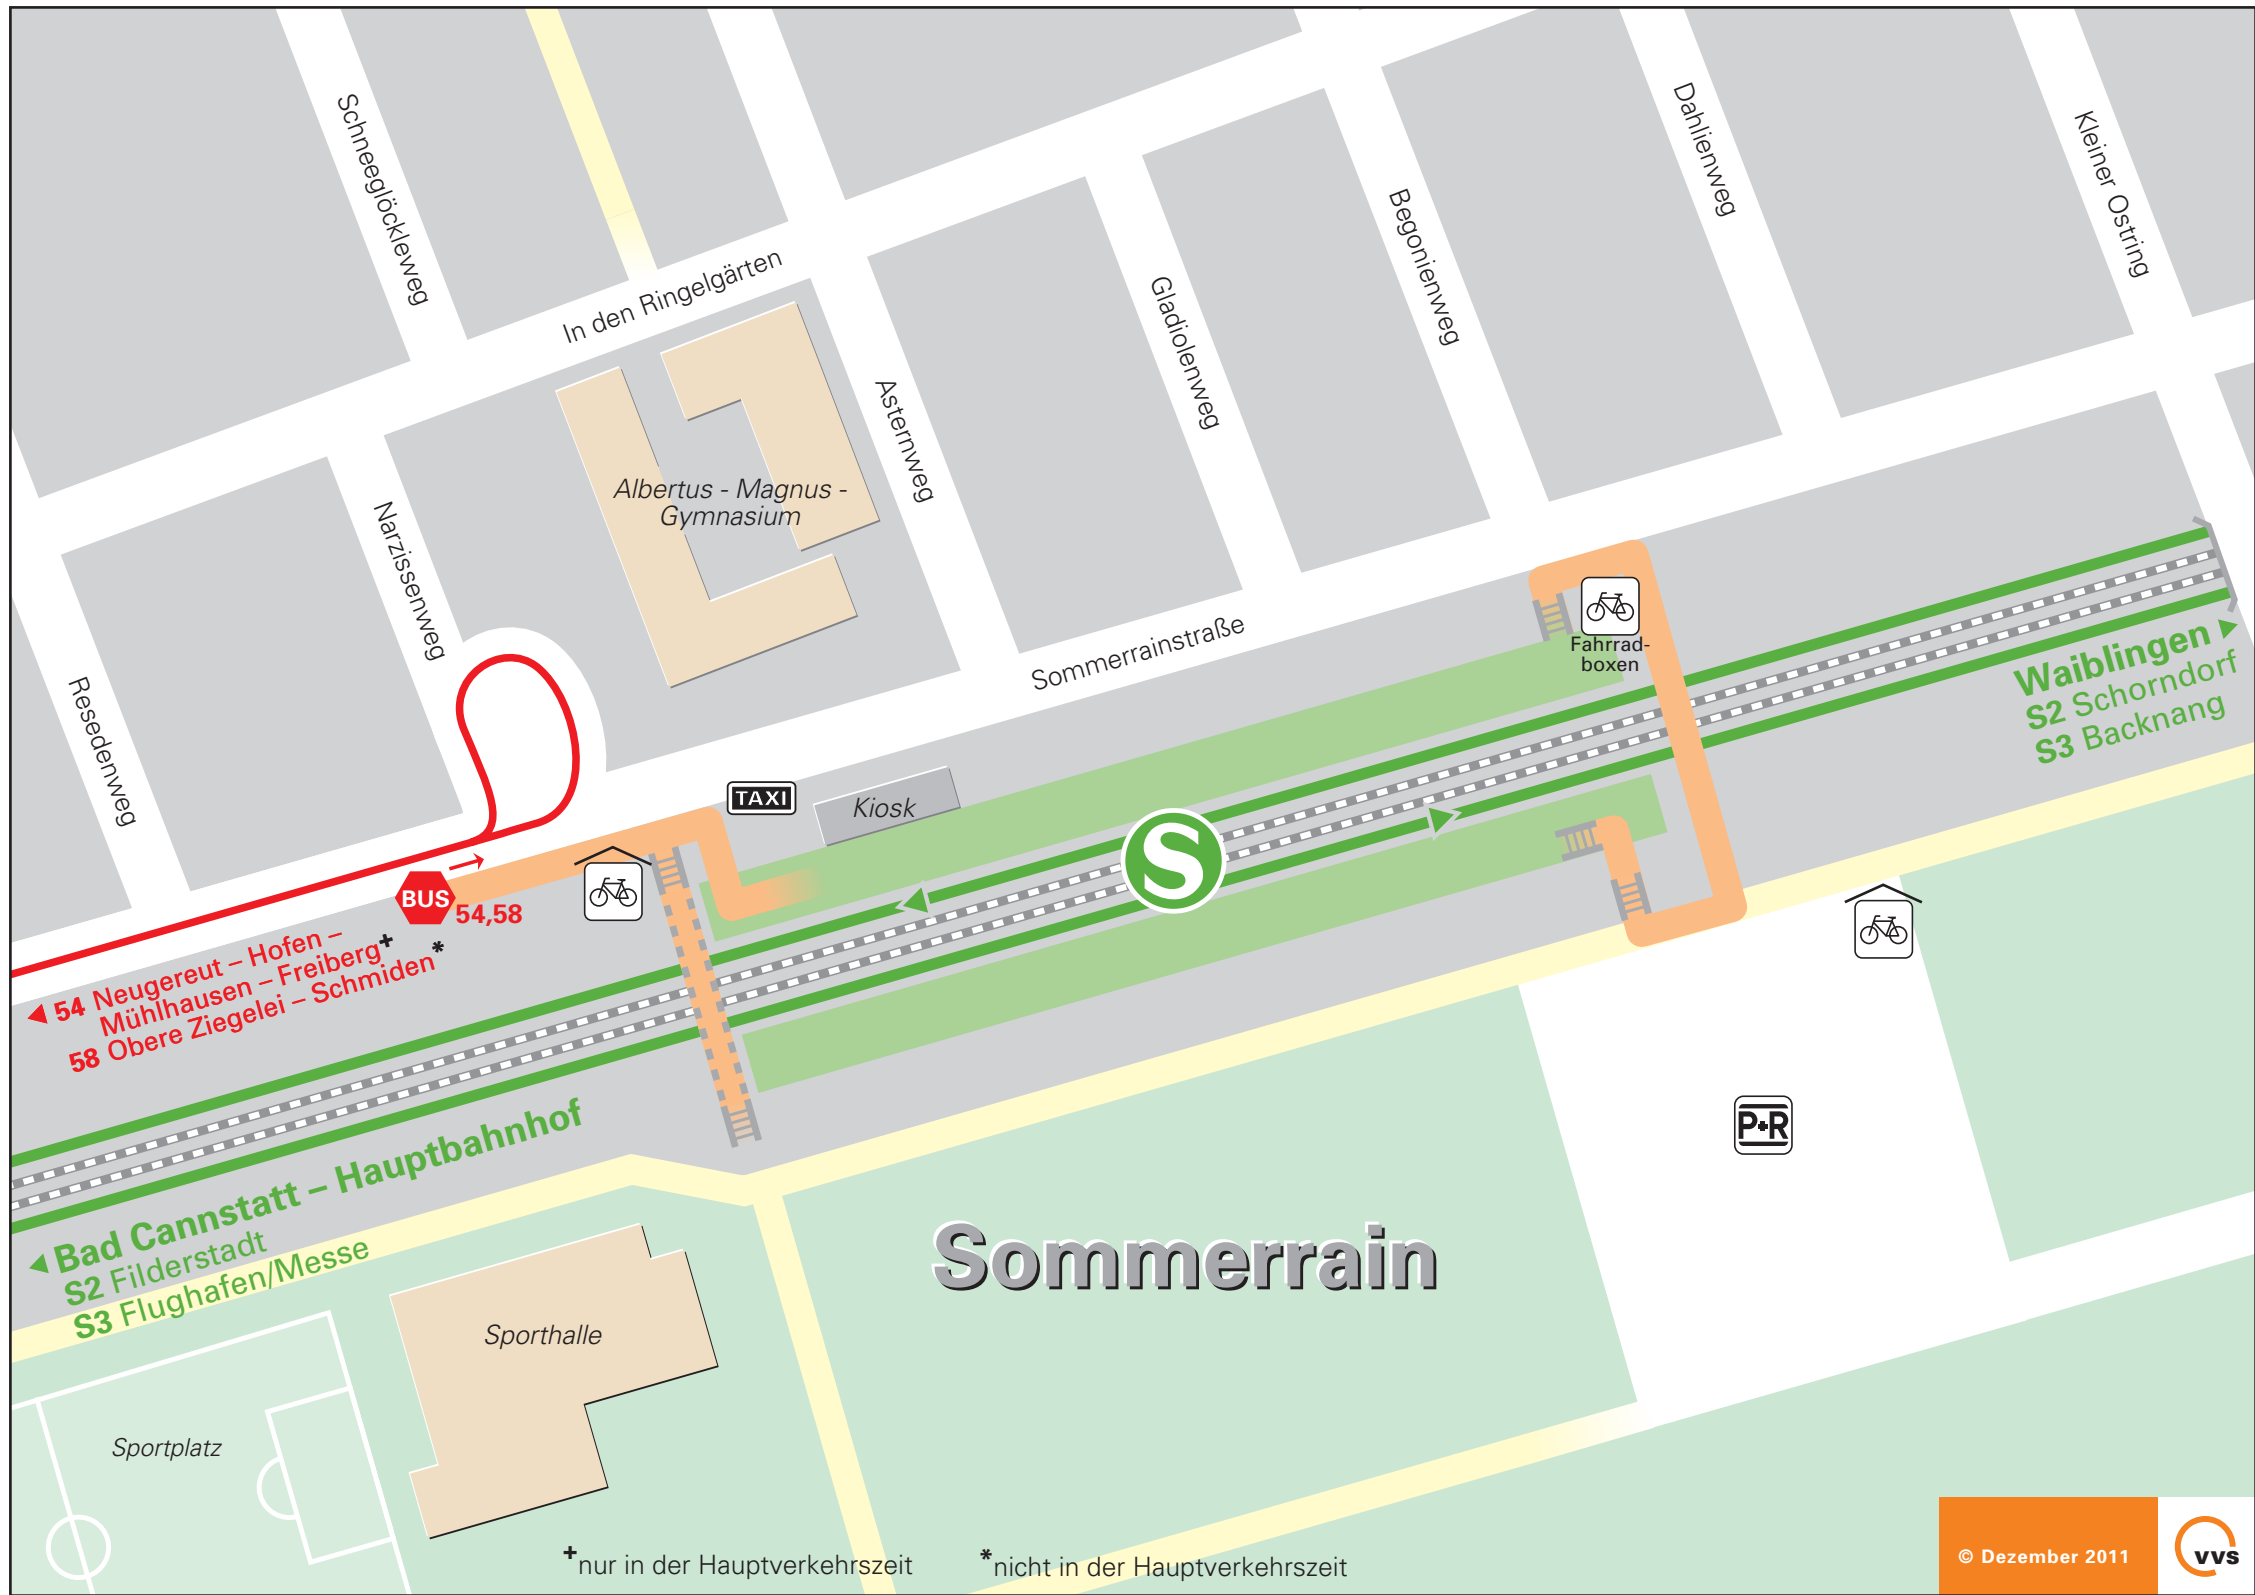 Schneeglöckleweg
In den Ringelgärten
Dahlienweg
Kleiner Ostring
Begonienweg
Gladiolenweg
Asternweg
Albertus - Magnus -
Gymnasium
Narzissenweg
Resedenweg
Sommerrainstraße
Fahrrad-
boxen
Waiblingen
S2 Schorndorf
S3 Backnang
TAXI
Kiosk
S
BUS
54,58
54 Neugereut – Hofen –
Mühlhausen – Freiberg+
58 Obere Ziegelei – Schmiden*
Bad Cannstatt – Hauptbahnhof
S2 Filderstadt
S3 Flughafen/Messe
P+R
Sommerrain
Sporthalle
Sportplatz
+nur in der Hauptverkehrszeit
*nicht in der Hauptverkehrszeit
© Dezember 2011
vvs